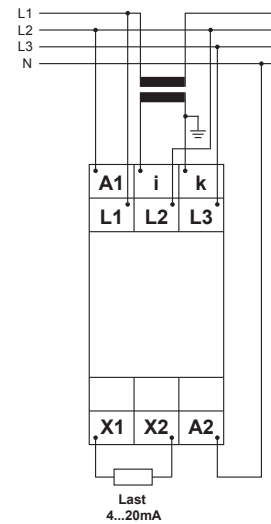 L1
L2
L3
N
A1 i k
L1 L2 L3
X1 X2 A2
Last
4...20mA